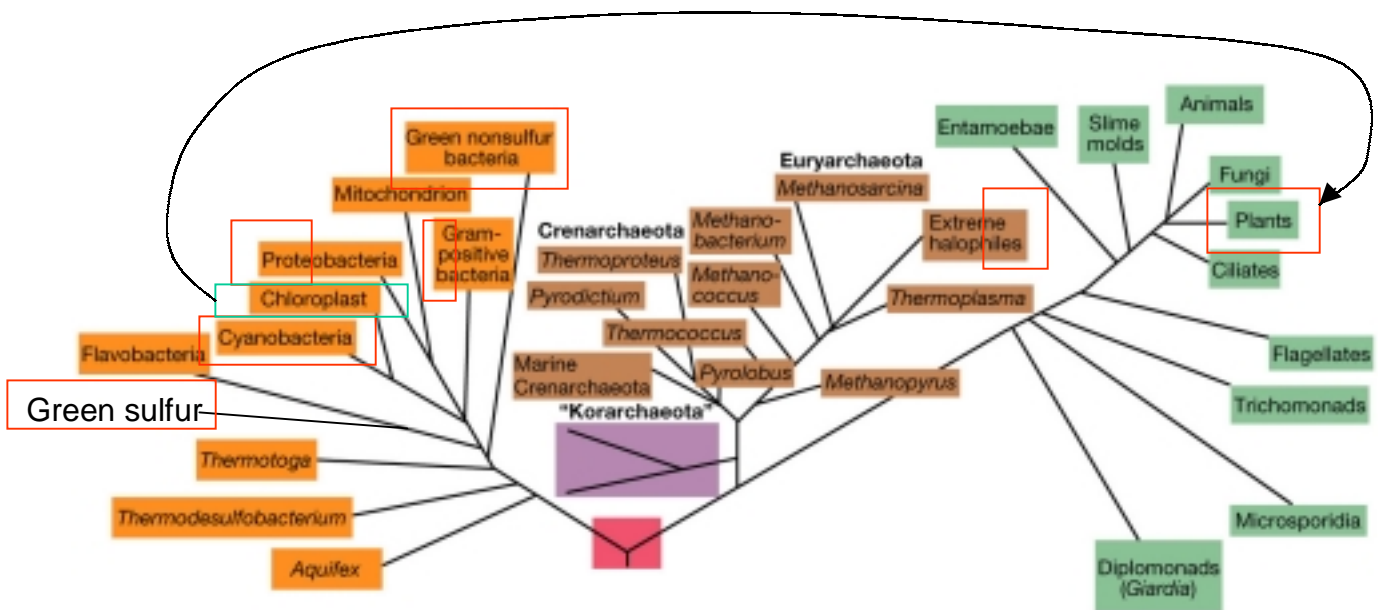 Green nonsulfur
bacteria
Mitochondrion
Gram-
positive
bacteria
Proteobacteria
Chloroplast
Cyanobacteria
Flavobacteria
Green sulfur
Thermotoga
Thermodesulfobacterium
Aquifex
Crenarchaeota
Thermoproteus
Pyrodictium
Thermococcus
Marine
Crenarchaeota
Pyrolobus
"Korarchaeota"
Euryarchaeota
Methanosarcina
Methano-
bacterium
Methano-
coccus
Extreme
halophiles
Thermoplasma
Methanopyrus
Entamoebae
Slime
molds
Animals
Fungi
Plants
Ciliates
Flagellates
Trichomonads
Microsporidia
Diplomonads
(Giardia)